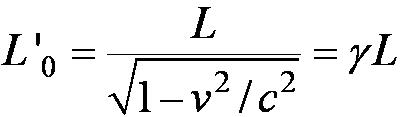 L'₀ = L / √(1 − v² / c²) = γL